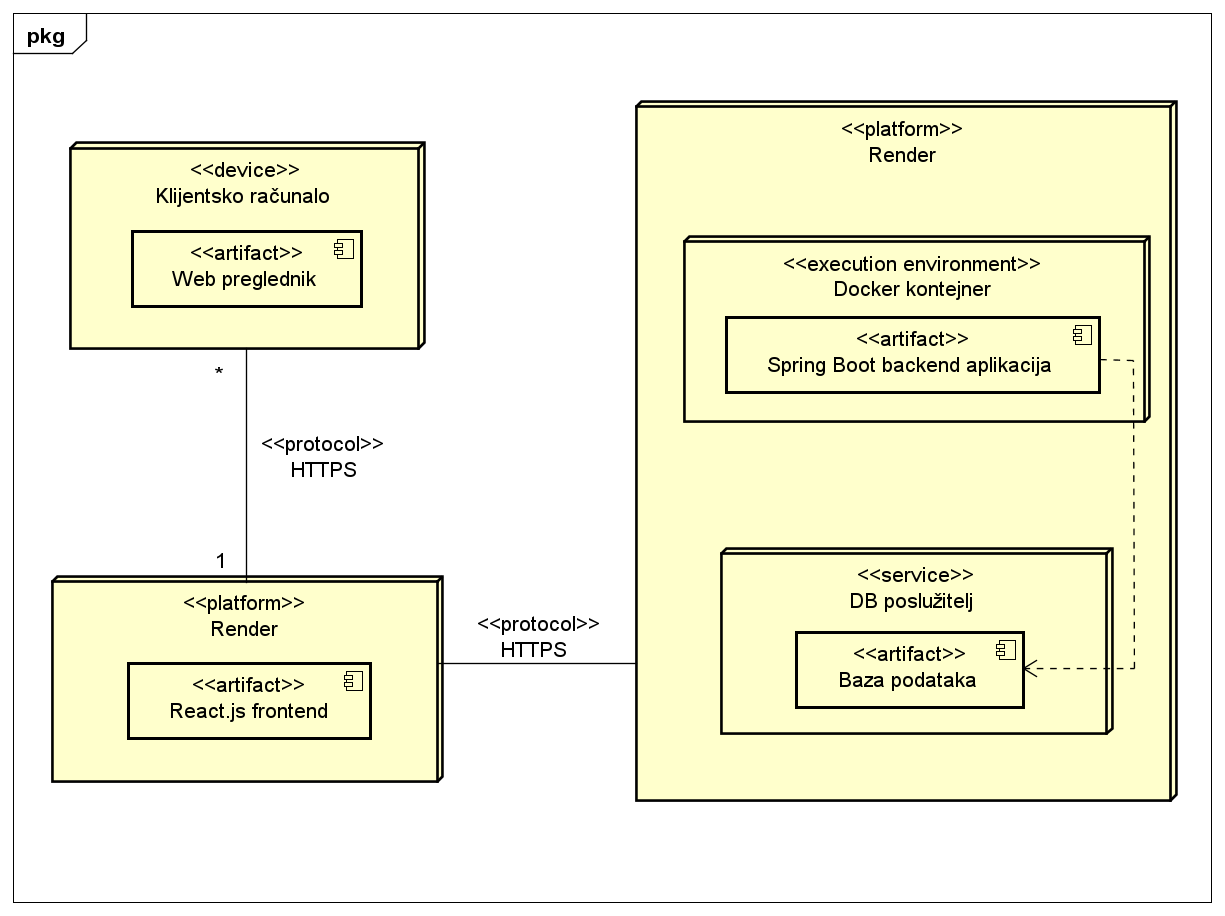 pkg
<<device>>
Klijentsko računalo
<<artifact>>
Web preglednik
*
<<protocol>>
HTTPS
1
<<platform>>
Render
<<artifact>>
React.js frontend
<<protocol>>
HTTPS
<<platform>>
Render
<<execution environment>>
Docker kontejner
<<artifact>>
Spring Boot backend aplikacija
<<service>>
DB poslužitelj
<<artifact>>
Baza podataka